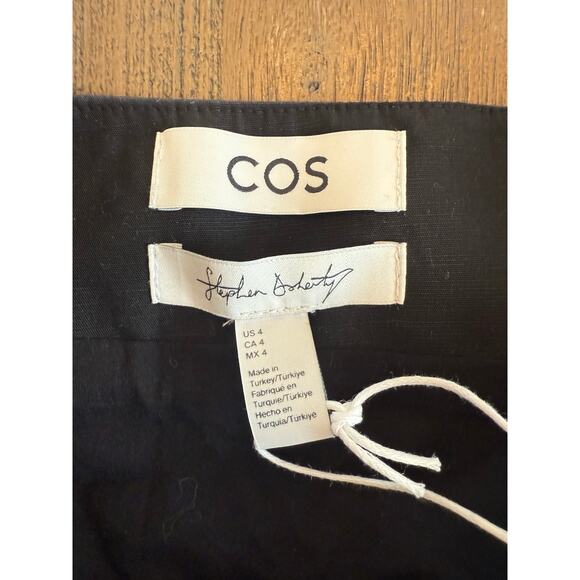 COS
Stephen Doherty
US 4
CA 4
MX 4
Made in
Turkey/Türkiye
Fabriqué en
Turquie/Türkiye
Hecho en
Turquía/Türkiye